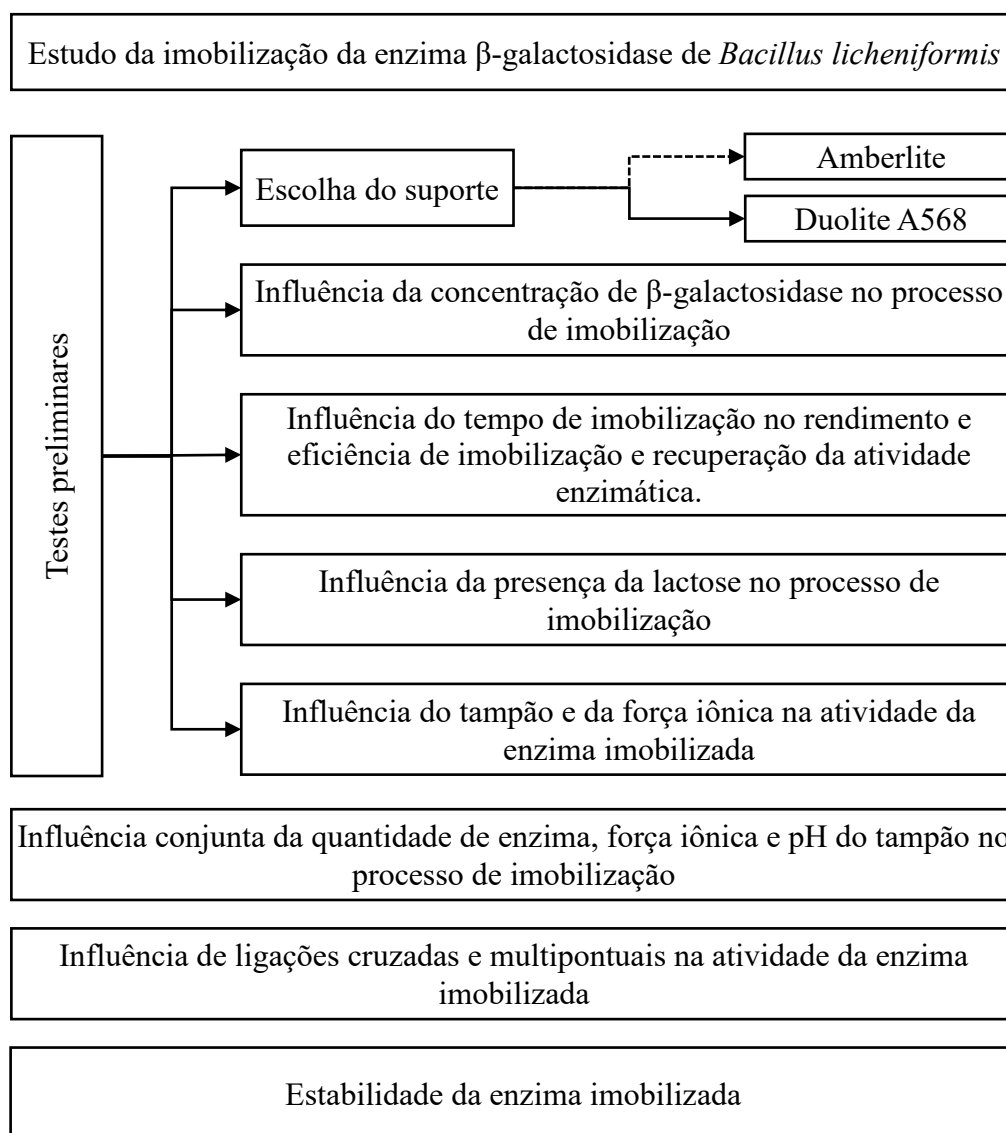 Estudo da imobilização da enzima β-galactosidase de Bacillus licheniformis
Testes preliminares
Escolha do suporte
Amberlite
Duolite A568
Influência da concentração de β-galactosidase no processo
de imobilização
Influência do tempo de imobilização no rendimento e
eficiência de imobilização e recuperação da atividade
enzimática.
Influência da presença da lactose no processo de
imobilização
Influência do tampão e da força iônica na atividade da
enzima imobilizada
Influência conjunta da quantidade de enzima, força iônica e pH do tampão no
processo de imobilização
Influência de ligações cruzadas e multipontuais na atividade da enzima
imobilizada
Estabilidade da enzima imobilizada